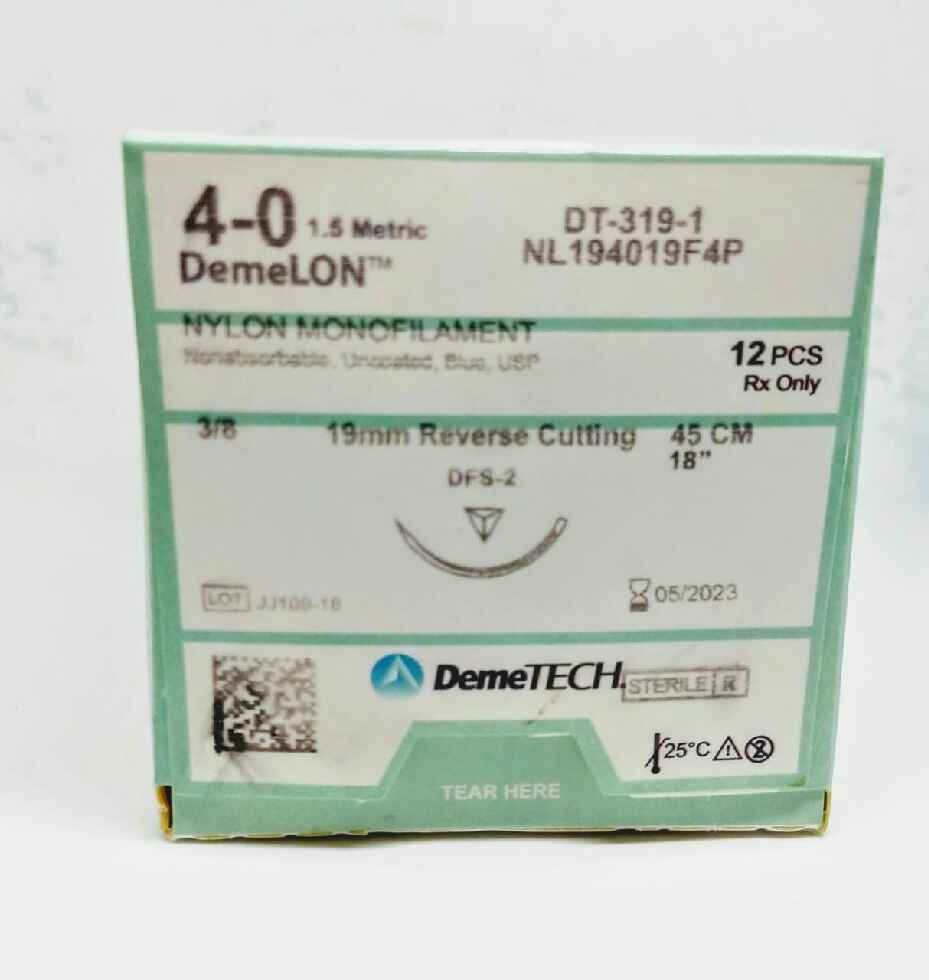 4-0 1.5 Metric
DT-319-1
DemeLON™
NL194019F4P
NYLON MONOFILAMENT
Nonabsorbable, Uncoated, Blue, USP
12 PCS
Rx Only
3/8 19mm Reverse Cutting 45 CM
18"
DFS-2
LOT JJ109-18
05/2023
DemeTECH.
STERILE R
25°C
2
TEAR HERE